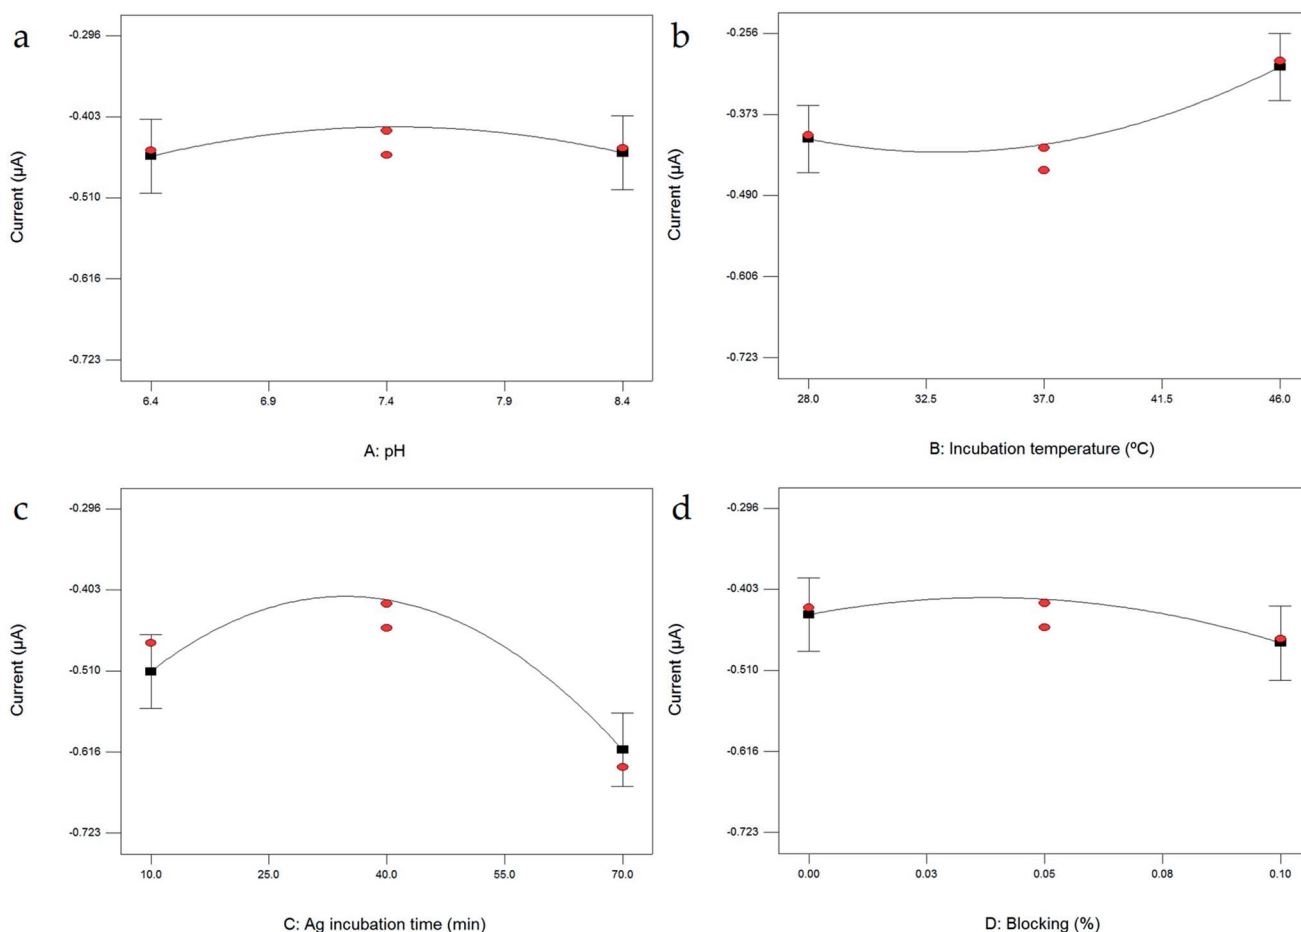 a
Current (µA)
-0.296
-0.403
-0.510
-0.616
-0.723
6.4 6.9 7.4 7.9 8.4
A: pH
b
Current (µA)
-0.256
-0.373
-0.490
-0.606
-0.723
28.0 32.5 37.0 41.5 46.0
B: Incubation temperature (ºC)
c
Current (µA)
-0.296
-0.403
-0.510
-0.616
-0.723
10.0 25.0 40.0 55.0 70.0
C: Ag incubation time (min)
d
Current (µA)
-0.296
-0.403
-0.510
-0.616
-0.723
0.00 0.03 0.05 0.08 0.10
D: Blocking (%)